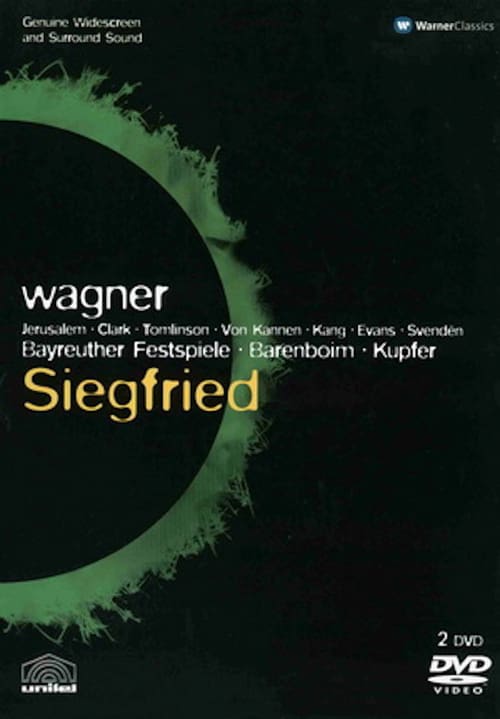 Genuine Widescreen
and Surround Sound
WarnerClassics
wagner
Jerusalem · Clark · Tomlinson · Von Kannen · Kang · Evans · Svendén
Bayreuther Festspiele · Barenboim · Kupfer
Siegfried
2 DVD
DVD
VIDEO
unitel